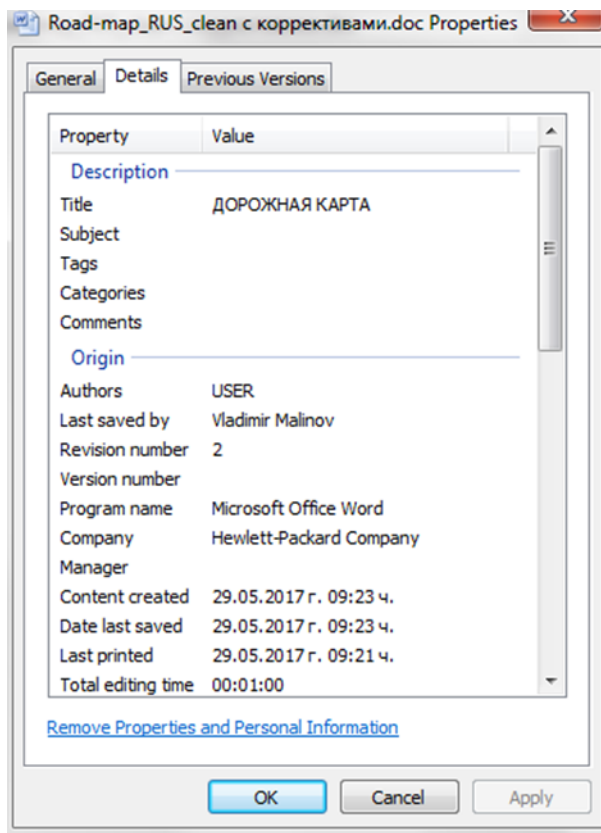 Road-map_RUS_clean с коррективами.doc Properties
General Details Previous Versions
Property Value
Description
Title ДОРОЖНАЯ КАРТА
Subject
Tags
Categories
Comments
Origin
Authors USER
Last saved by Vladimir Malinov
Revision number 2
Version number
Program name Microsoft Office Word
Company Hewlett-Packard Company
Manager
Content created 29.05.2017 г. 09:23 ч.
Date last saved 29.05.2017 г. 09:23 ч.
Last printed 29.05.2017 г. 09:21 ч.
Total editing time 00:01:00
Remove Properties and Personal Information
OK Cancel Apply